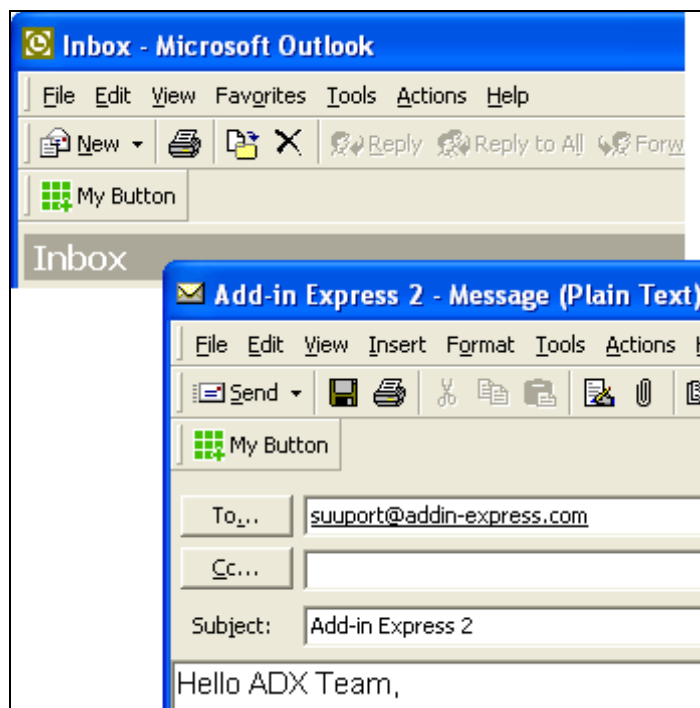 Inbox - Microsoft Outlook
File Edit View Favorites Tools Actions Help
New Reply Reply to All Forw
My Button
Inbox
Add-in Express 2 - Message (Plain Text)
File Edit View Insert Format Tools Actions
Send
My Button
To...
suuport@addin-express.com
Cc...
Subject: Add-in Express 2
Hello ADX Team,